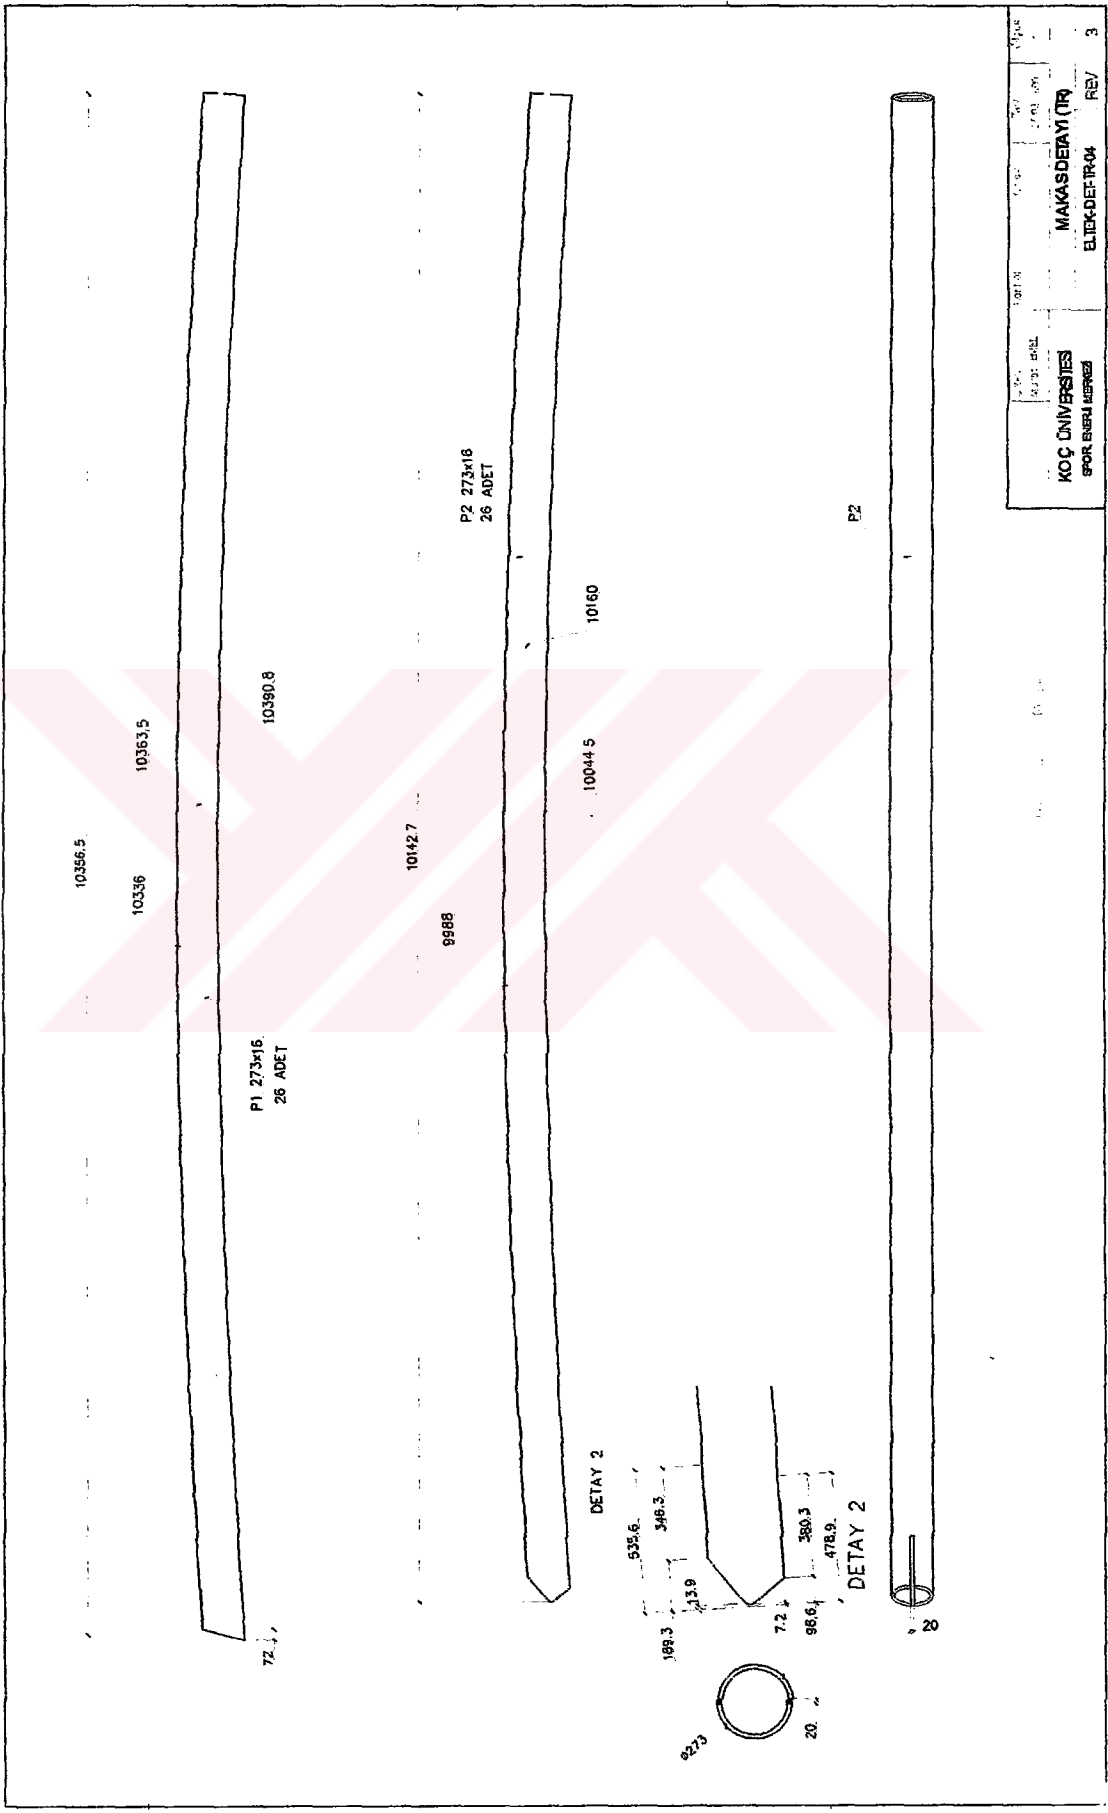 10356.5
10336
10363,5
10390.8
P1 273x16
26 ADET
72
10142.7
9988
P2 273x16
26 ADET
10160
10044 5
DETAY 2
535.6
346.3
189.3
13.9
7.2
98.6
380.3
478.9
DETAY 2
ø273
20
P2
20
KOÇ ÜNİVERSİTESİ
SPOR, ENERJİ MERKEZİ
MAKAS DETAYI (TR)
ELTEK-DET-TR-04
REV 3